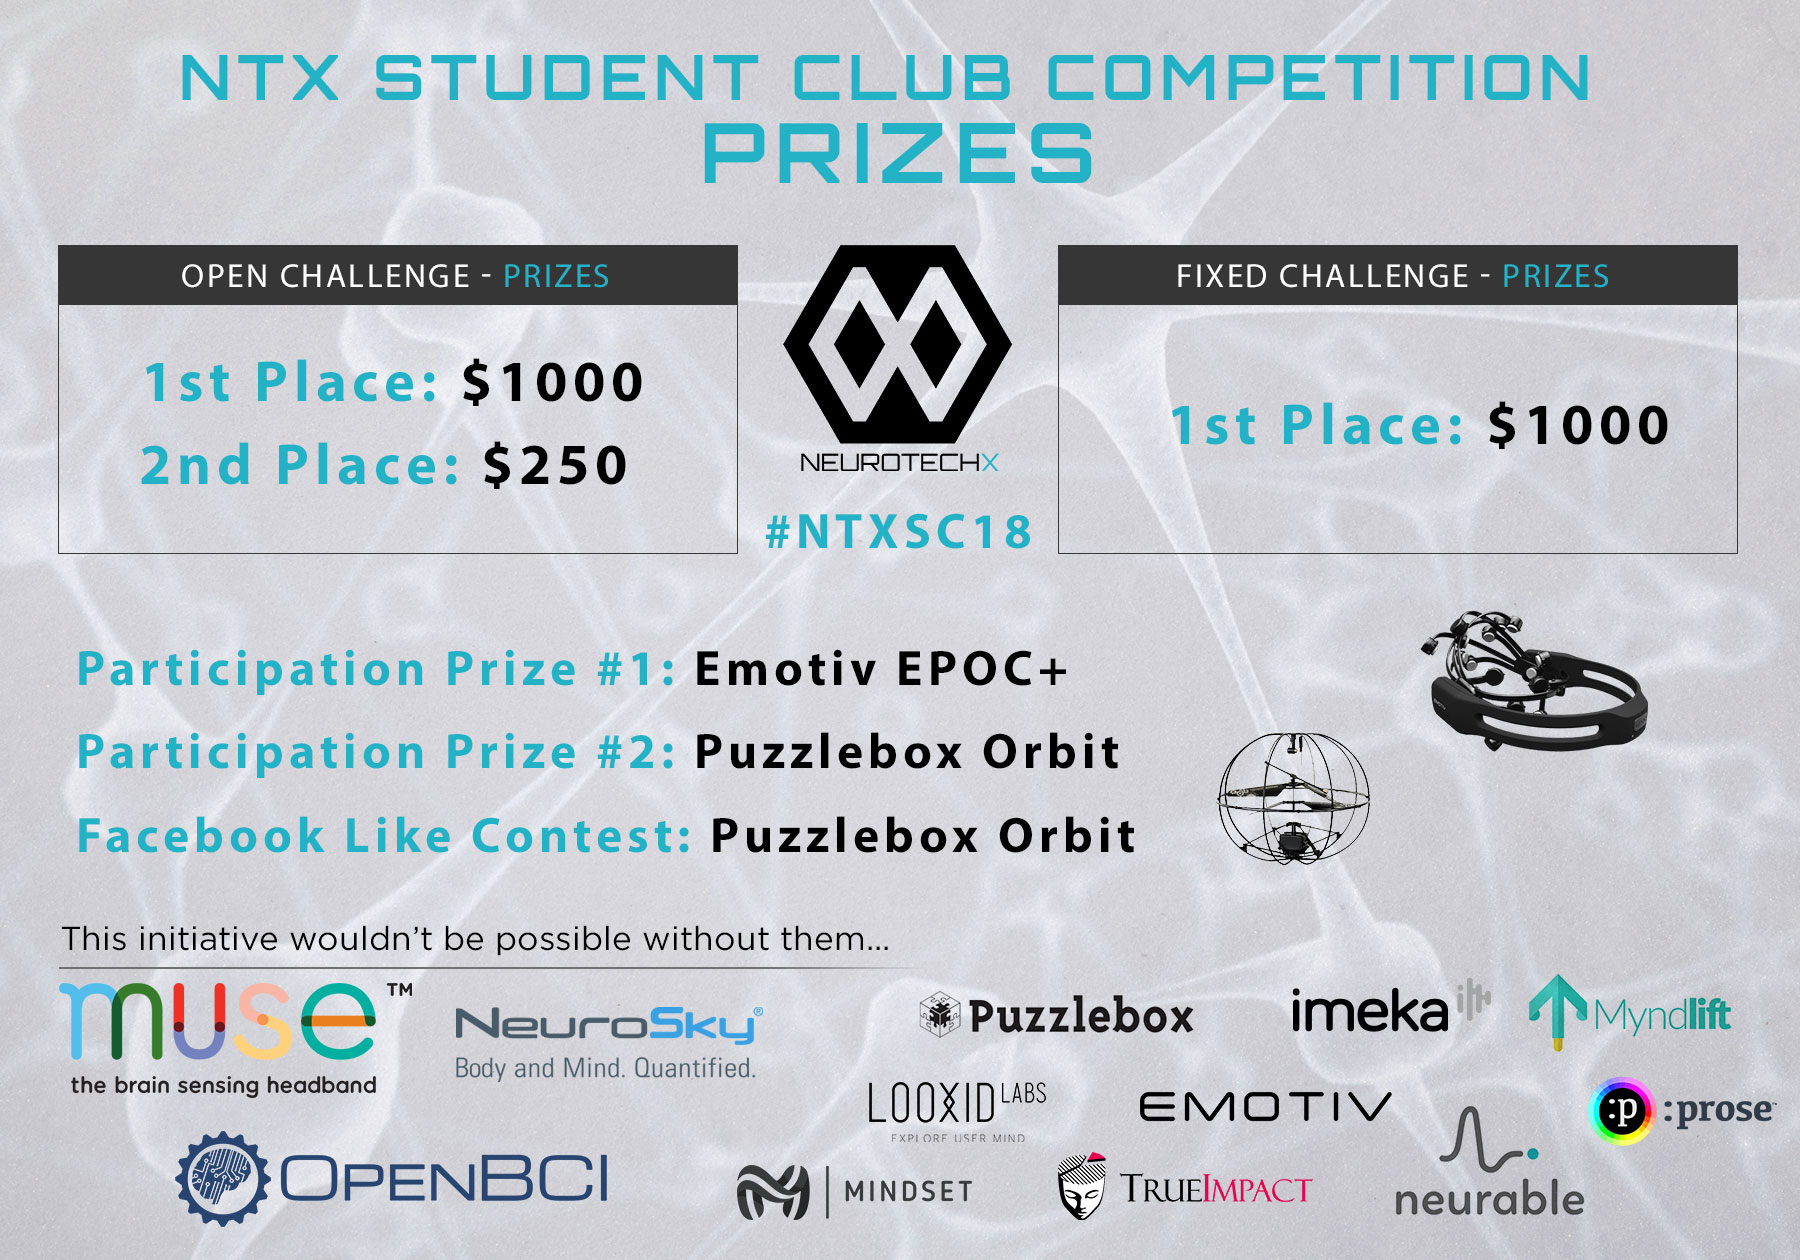 NTX STUDENT CLUB COMPETITION
PRIZES
OPEN CHALLENGE - PRIZES
1st Place: $1000
2nd Place: $250
NEUROTECHX
#NTXSC18
FIXED CHALLENGE - PRIZES
1st Place: $1000
Participation Prize #1: Emotiv EPOC+
Participation Prize #2: Puzzlebox Orbit
Facebook Like Contest: Puzzlebox Orbit
This initiative wouldn't be possible without them...
muse™
the brain sensing headband
NeuroSky®
Body and Mind. Quantified.
Puzzlebox
imeka
Myndlift
LOOXID LABS
EXPLORE USER MIND
EMOTIV
:p :prose™
OPENBCI
MINDSET
TRUEIMPACT
neurable